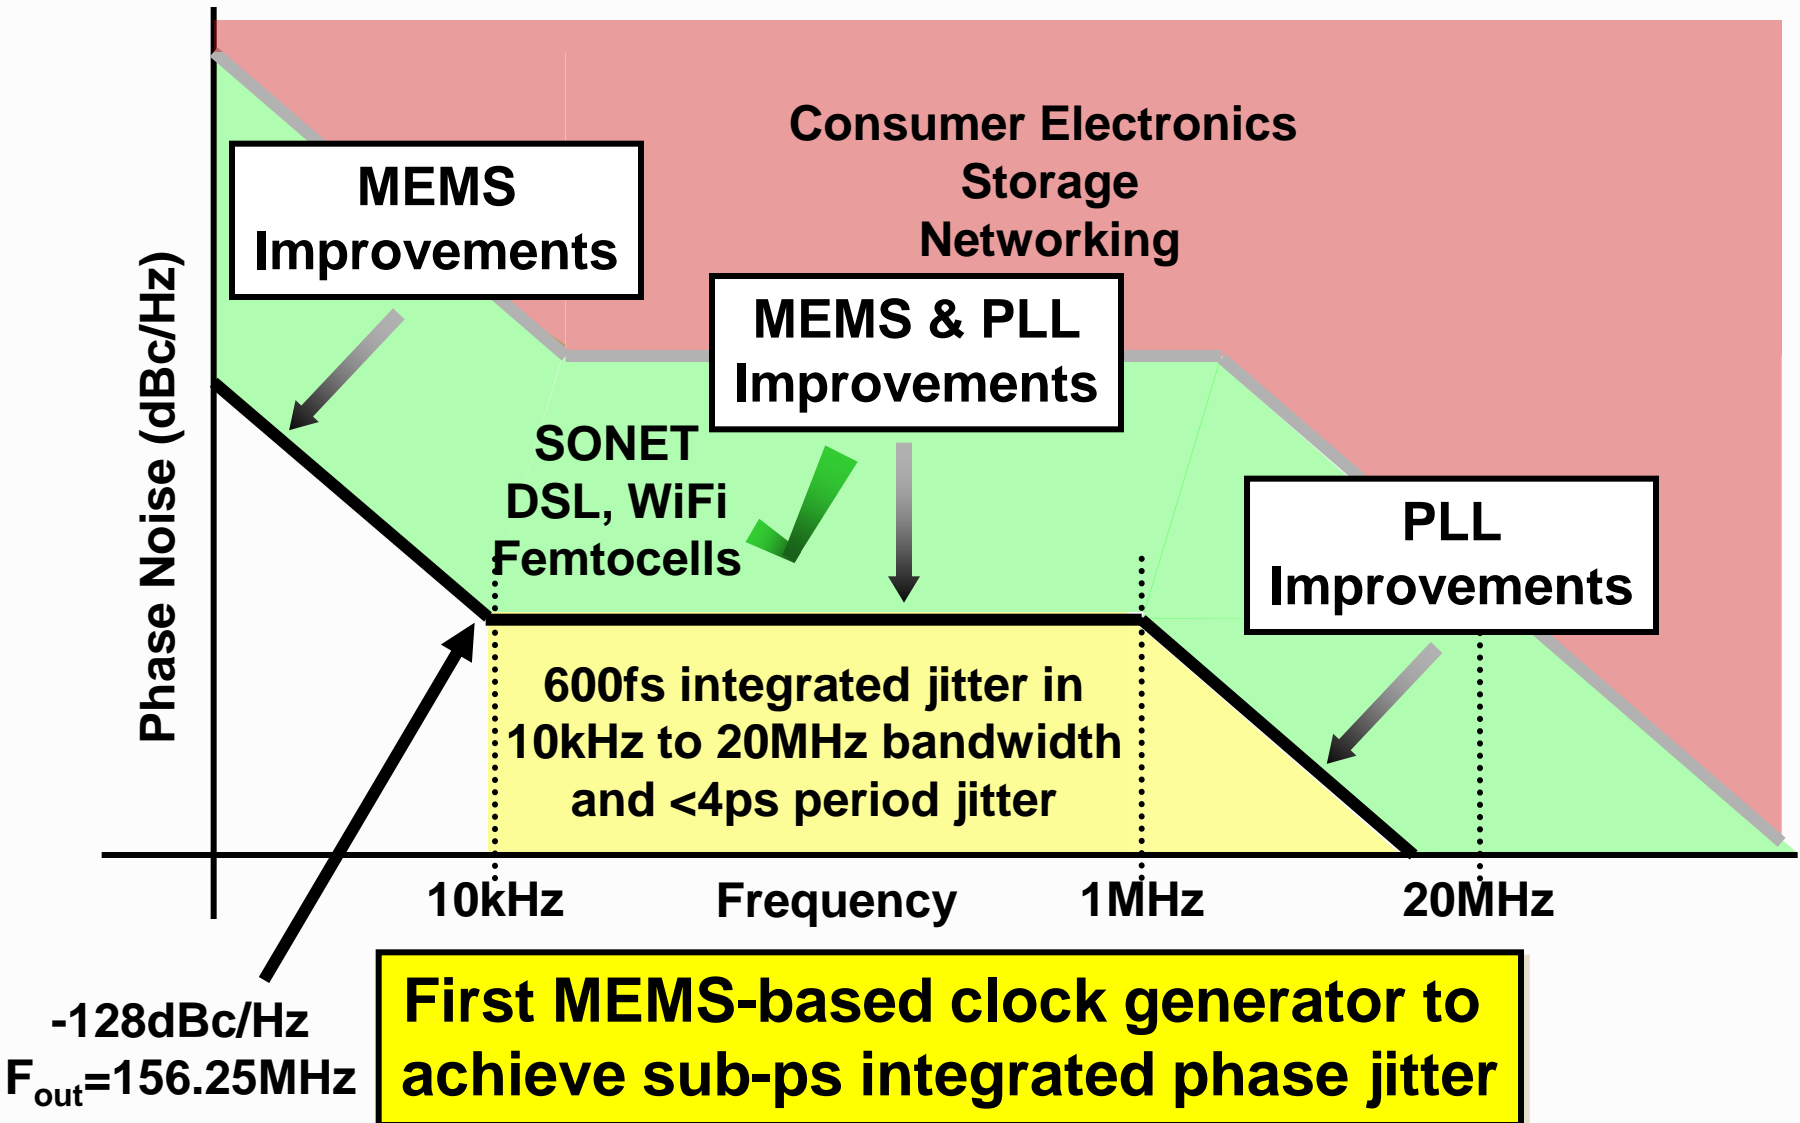 Consumer Electronics
Storage
Networking
MEMS
Improvements
MEMS & PLL
Improvements
SONET
DSL, WiFi
Femtocells
PLL
Improvements
Phase Noise (dBc/Hz)
600fs integrated jitter in
10kHz to 20MHz bandwidth
and <4ps period jitter
10kHz
Frequency
1MHz
20MHz
-128dBc/Hz
Fout=156.25MHz
First MEMS-based clock generator to
achieve sub-ps integrated phase jitter